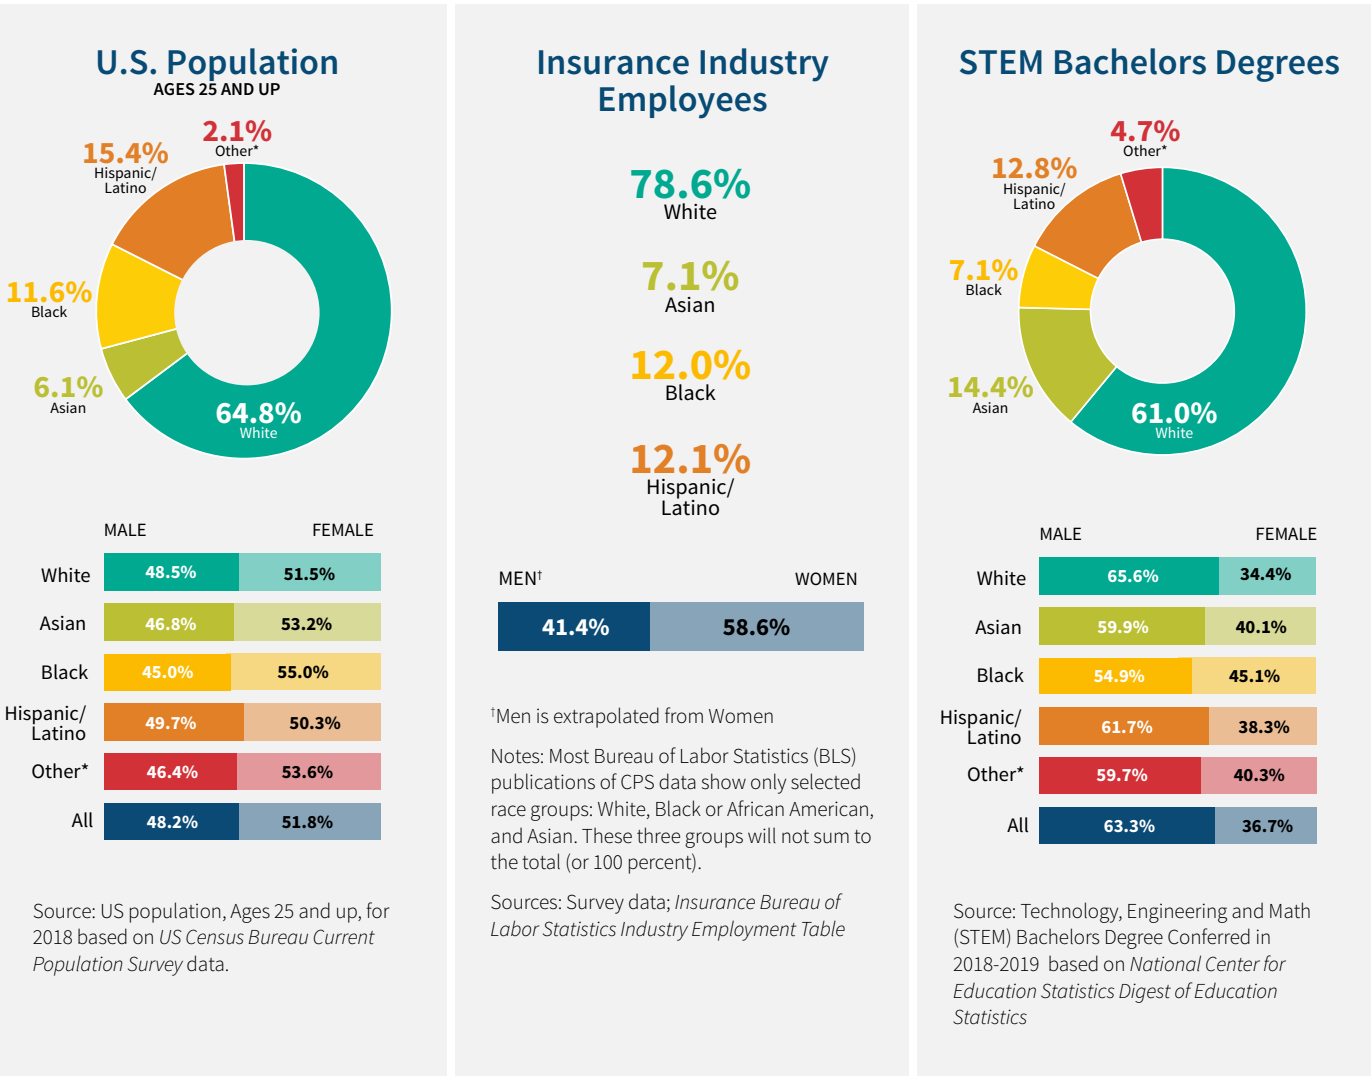 U.S. Population
AGES 25 AND UP
2.1%
Other*
15.4%
Hispanic/
Latino
11.6%
Black
6.1%
Asian
64.8%
White
MALE FEMALE
White 48.5% 51.5%
Asian 46.8% 53.2%
Black 45.0% 55.0%
Hispanic/
Latino 49.7% 50.3%
Other* 46.4% 53.6%
All 48.2% 51.8%
Source: US population, Ages 25 and up, for
2018 based on US Census Bureau Current
Population Survey data.
Insurance Industry
Employees
78.6%
White
7.1%
Asian
12.0%
Black
12.1%
Hispanic/
Latino
MEN† WOMEN
41.4% 58.6%
†Men is extrapolated from Women
Notes: Most Bureau of Labor Statistics (BLS)
publications of CPS data show only selected
race groups: White, Black or African American,
and Asian. These three groups will not sum to
the total (or 100 percent).
Sources: Survey data; Insurance Bureau of
Labor Statistics Industry Employment Table
STEM Bachelors Degrees
4.7%
Other*
12.8%
Hispanic/
Latino
7.1%
Black
14.4%
Asian
61.0%
White
MALE FEMALE
White 65.6% 34.4%
Asian 59.9% 40.1%
Black 54.9% 45.1%
Hispanic/
Latino 61.7% 38.3%
Other* 59.7% 40.3%
All 63.3% 36.7%
Source: Technology, Engineering and Math
(STEM) Bachelors Degree Conferred in
2018-2019 based on National Center for
Education Statistics Digest of Education
Statistics